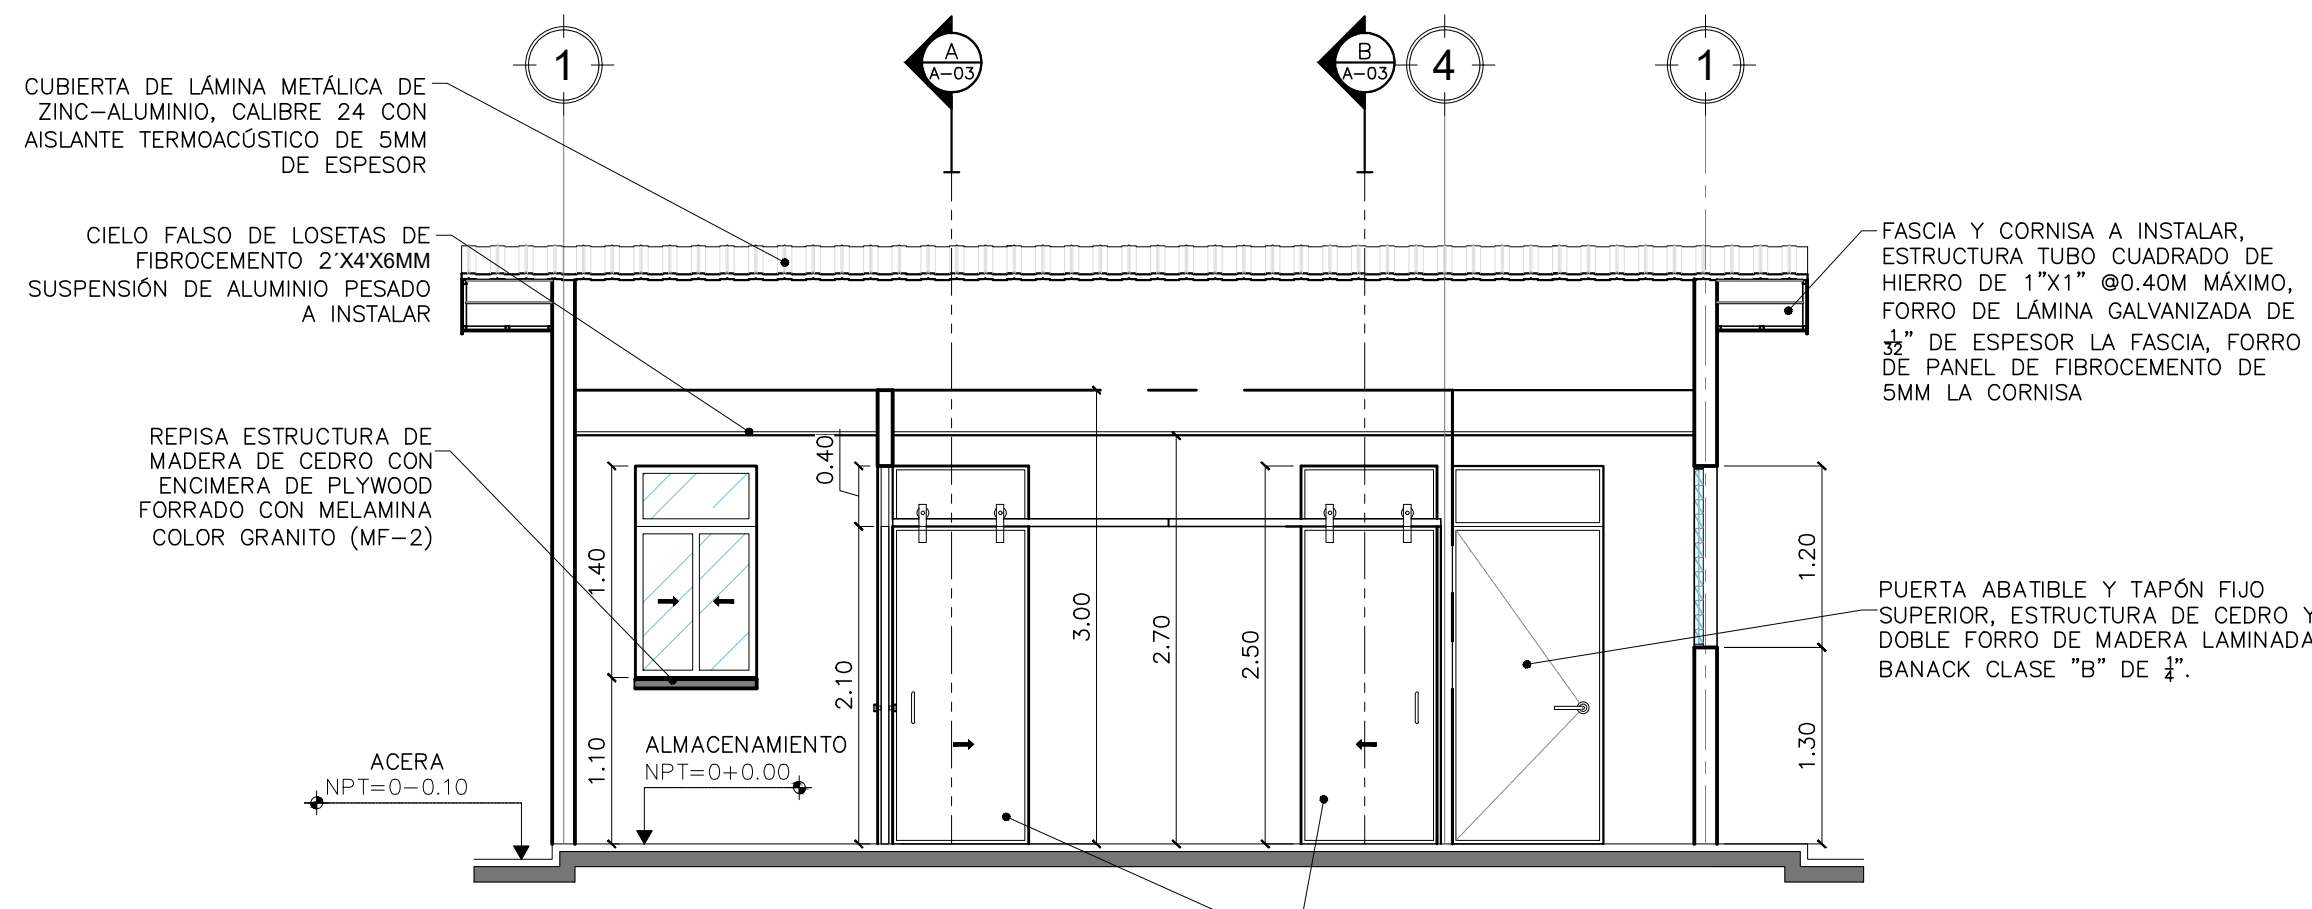 1
A
A-03
B
A-03
4
1
CUBIERTA DE LÁMINA METÁLICA DE
ZINC-ALUMINIO, CALIBRE 24 CON
AISLANTE TERMOACÚSTICO DE 5MM
DE ESPESOR
CIELO FALSO DE LOSETAS DE
FIBROCEMENTO 2´X4'X6MM
SUSPENSIÓN DE ALUMINIO PESADO
A INSTALAR
REPISA ESTRUCTURA DE
MADERA DE CEDRO CON
ENCIMERA DE PLYWOOD
FORRADO CON MELAMINA
COLOR GRANITO (MF-2)
FASCIA Y CORNISA A INSTALAR,
ESTRUCTURA TUBO CUADRADO DE
HIERRO DE 1"X1" @0.40M MÁXIMO,
FORRO DE LÁMINA GALVANIZADA DE
1/32" DE ESPESOR LA FASCIA, FORRO
DE PANEL DE FIBROCEMENTO DE
5MM LA CORNISA
PUERTA ABATIBLE Y TAPÓN FIJO
SUPERIOR, ESTRUCTURA DE CEDRO Y
DOBLE FORRO DE MADERA LAMINADA
BANACK CLASE "B" DE 1/4".
0.40
1.40
1.10
2.10
3.00
2.70
2.50
1.20
1.30
ACERA
NPT=0-0.10
ALMACENAMIENTO
NPT=0+0.00